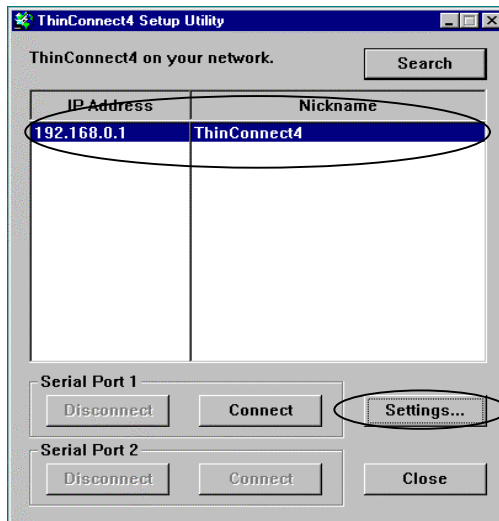 ThinConnect4 Setup Utility
ThinConnect4 on your network.
Search
IP Address Nickname
192.168.0.1 ThinConnect4
Serial Port 1
Disconnect Connect Settings...
Serial Port 2
Disconnect Connect Close